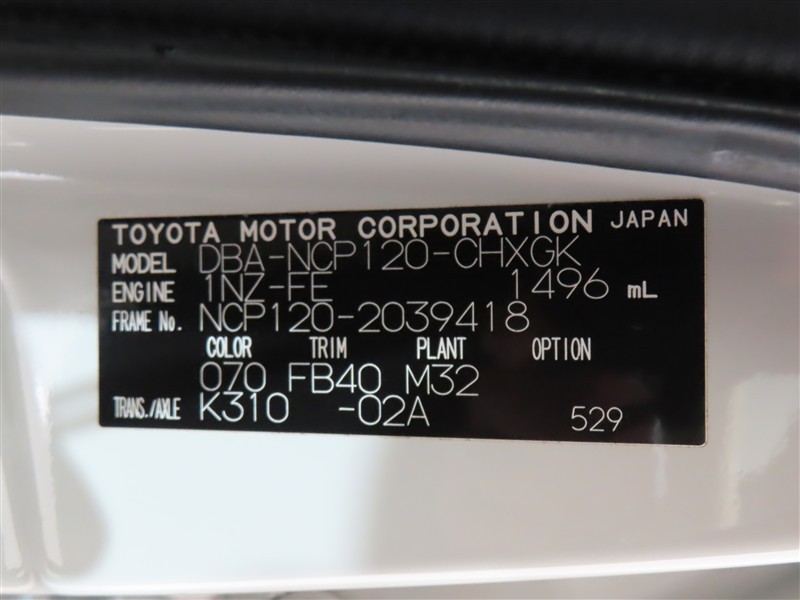 TOYOTA MOTOR CORPORATION JAPAN
MODEL DBA-NCP120-CHXGK
ENGINE 1NZ-FE 1496 mL
FRAME No. NCP120-2039418
COLOR TRIM PLANT OPTION
070 FB40 M32
TRANS./AXLE K310 -02A 529